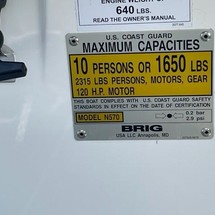 ENGINE WEIGHT OF
640 LBS.
READ THE OWNER'S MANUAL
U.S. COAST GUARD
MAXIMUM CAPACITIES
10 PERSONS OR 1650 LBS
2315 LBS PERSONS, MOTORS, GEAR
120 H.P. MOTOR
THIS BOAT COMPLIES WITH U.S. COAST GUARD SAFETY
STANDARDS IN EFFECT ON THE DATE OF CERTIFICATION
MODEL N570
0.2 bar
2.9 psi
BRIG
USA LLC Annapolis, MD